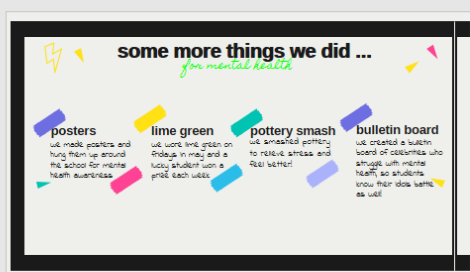 some more things we did ...
for mental health
posters
we made posters and
hung them up around
the school for mental
health awareness
lime green
we wore lime green on
fridays in may and a
lucky student won a
prize each week
pottery smash
we smashed pottery
to relieve stress and
feel better!
bulletin board
we created a bulletin
board of celebrities who
struggle with mental
health, so students
know their idols battle
as well!